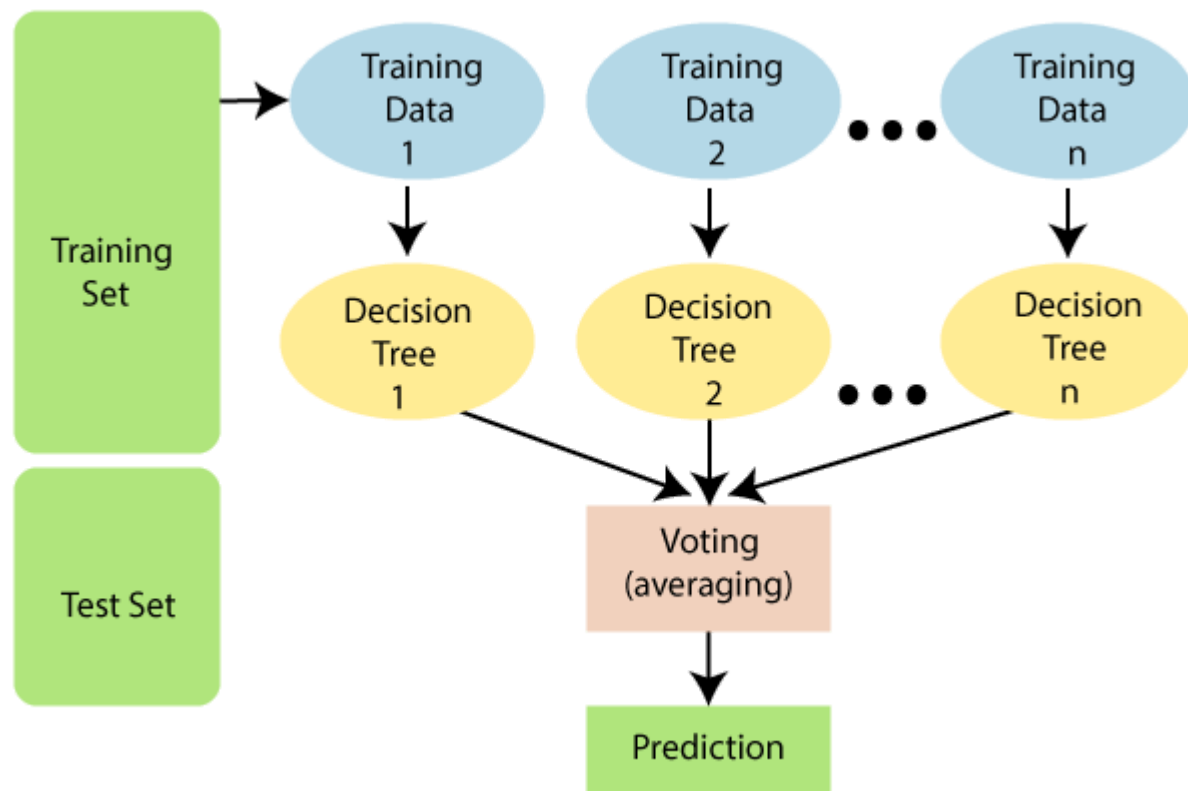 Training
Set
Test Set
Training
Data
1
Training
Data
2
Training
Data
n
Decision
Tree
1
Decision
Tree
2
Decision
Tree
n
Voting
(averaging)
Prediction